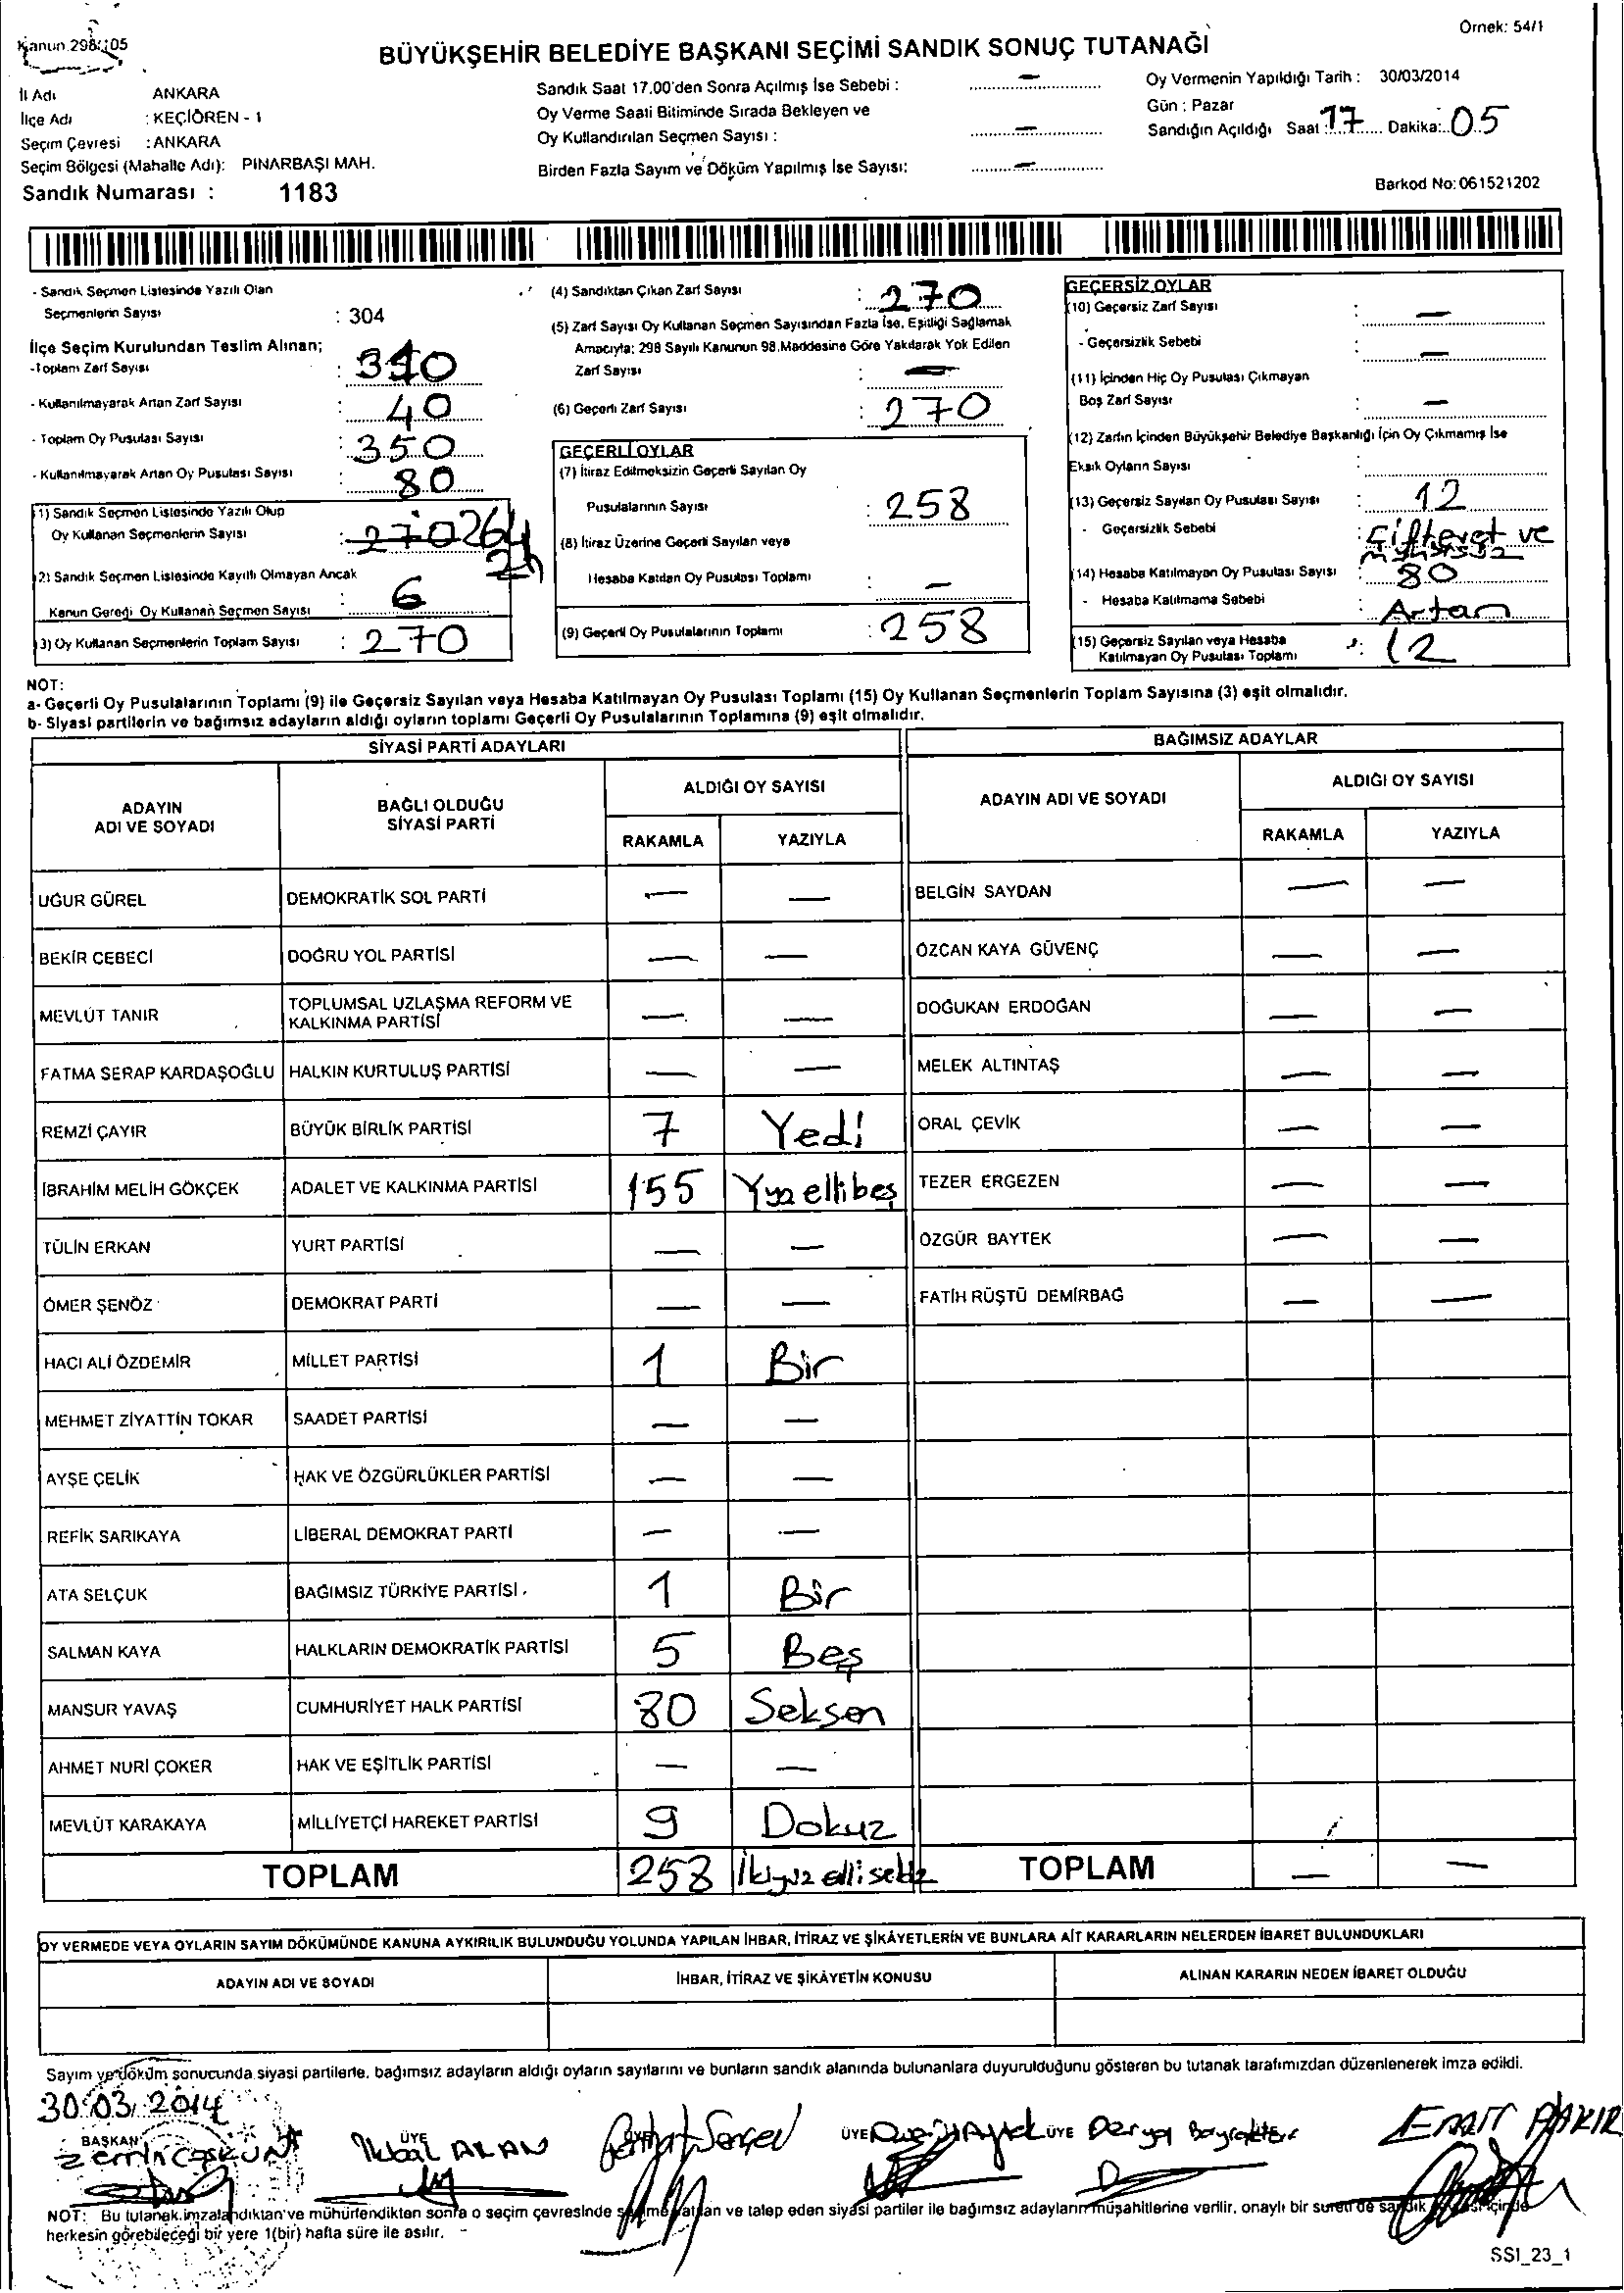 Kanun 298/105
Örnek: 54/1
BÜYÜKŞEHİR BELEDİYE BAŞKANI SEÇİMİ SANDIK SONUÇ TUTANAĞI
İl Adı ANKARA
İlçe Adı : KEÇİÖREN - 1
Seçim Çevresi : ANKARA
Seçim Bölgesi (Mahalle Adı): PINARBAŞI MAH.
Sandık Numarası : 1183
Sandık Saat 17.00'den Sonra Açılmış İse Sebebi : —
Oy Verme Saati Bitiminde Sırada Bekleyen ve
Oy Kullandırılan Seçmen Sayısı : —
Birden Fazla Sayım ve Döküm Yapılmış İse Sayısı: —
Oy Vermenin Yapıldığı Tarih : 30/03/2014
Gün : Pazar
Sandığın Açıldığı Saat : 17 Dakika: 05
Barkod No: 061521202
- Sandık Seçmen Listesinde Yazılı Olan
Seçmenlerin Sayısı : 304
İlçe Seçim Kurulundan Teslim Alınan;
-Toplam Zarf Sayısı : 310
- Kullanılmayarak Artan Zarf Sayısı : 40
- Toplam Oy Pusulası Sayısı : 350
- Kullanılmayarak Artan Oy Pusulası Sayısı : 80
(1) Sandık Seçmen Listesinde Yazılı Olup
Oy Kullanan Seçmenlerin Sayısı : 270 264
(2) Sandık Seçmen Listesinde Kayıtlı Olmayan Ancak
Kanun Gereği Oy Kullanan Seçmen Sayısı : 6
(3) Oy Kullanan Seçmenlerin Toplam Sayısı : 270
(4) Sandıktan Çıkan Zarf Sayısı : 270
(5) Zarf Sayısı Oy Kullanan Seçmen Sayısından Fazla İse, Eşitliği Sağlamak
Amacıyla; 298 Sayılı Kanunun 98.Maddesine Göre Yakılarak Yok Edilen
Zarf Sayısı : —
(6) Geçerli Zarf Sayısı : 270
GEÇERLİ OYLAR
(7) İtiraz Edilmeksizin Geçerli Sayılan Oy
Pusulalarının Sayısı : 258
(8) İtiraz Üzerine Geçerli Sayılan veya
Hesaba Katılan Oy Pusulası Toplamı : —
(9) Geçerli Oy Pusulalarının Toplamı : 258
GEÇERSİZ OYLAR
(10) Geçersiz Zarf Sayısı : —
- Geçersizlik Sebebi : —
(11) İçinden Hiç Oy Pusulası Çıkmayan
Boş Zarf Sayısı : —
(12) Zarfın İçinden Büyükşehir Belediye Başkanlığı İçin Oy Çıkmamış İse
Eksik Oyların Sayısı :
(13) Geçersiz Sayılan Oy Pusulası Sayısı : 12
- Geçersizlik Sebebi : Çift evet ve
mühürsüz
(14) Hesaba Katılmayan Oy Pusulası Sayısı : 80
- Hesaba Katılmama Sebebi : Artan
(15) Geçersiz Sayılan veya Hesaba
Katılmayan Oy Pusulası Toplamı : 12
NOT:
a- Geçerli Oy Pusulalarının Toplamı (9) ile Geçersiz Sayılan veya Hesaba Katılmayan Oy Pusulası Toplamı (15) Oy Kullanan Seçmenlerin Toplam Sayısına (3) eşit olmalıdır.
b- Siyasi partilerin ve bağımsız adayların aldığı oyların toplamı Geçerli Oy Pusulalarının Toplamına (9) eşit olmalıdır.
SİYASİ PARTİ ADAYLARI
ADAYIN ADI VE SOYADI
BAĞLI OLDUĞU SİYASİ PARTİ
ALDIĞI OY SAYISI
RAKAMLA YAZIYLA
UĞUR GÜREL DEMOKRATİK SOL PARTİ — —
BEKİR CEBECİ DOĞRU YOL PARTİSİ — —
MEVLÜT TANIR TOPLUMSAL UZLAŞMA REFORM VE KALKINMA PARTİSİ — —
FATMA SERAP KARDAŞOĞLU HALKIN KURTULUŞ PARTİSİ — —
REMZİ ÇAYIR BÜYÜK BİRLİK PARTİSİ 7 Yedi
İBRAHİM MELİH GÖKÇEK ADALET VE KALKINMA PARTİSİ 155 Yüzellibeş
TÜLİN ERKAN YURT PARTİSİ — —
ÖMER ŞENÖZ DEMOKRAT PARTİ — —
HACI ALİ ÖZDEMİR MİLLET PARTİSİ 1 Bir
MEHMET ZİYATTİN TOKAR SAADET PARTİSİ — —
AYŞE ÇELİK HAK VE ÖZGÜRLÜKLER PARTİSİ — —
REFİK SARIKAYA LİBERAL DEMOKRAT PARTİ — —
ATA SELÇUK BAĞIMSIZ TÜRKİYE PARTİSİ 1 Bir
SALMAN KAYA HALKLARIN DEMOKRATİK PARTİSİ 5 Beş
MANSUR YAVAŞ CUMHURİYET HALK PARTİSİ 80 Seksen
AHMET NURİ ÇOKER HAK VE EŞİTLİK PARTİSİ — —
MEVLÜT KARAKAYA MİLLİYETÇİ HAREKET PARTİSİ 9 Dokuz
TOPLAM 258 İkiyüzellisekiz
BAĞIMSIZ ADAYLAR
ADAYIN ADI VE SOYADI
ALDIĞI OY SAYISI
RAKAMLA YAZIYLA
BELGİN SAYDAN — —
ÖZCAN KAYA GÜVENÇ — —
DOĞUKAN ERDOĞAN — —
MELEK ALTINTAŞ — —
ORAL ÇEVİK — —
TEZER ERGEZEN — —
ÖZGÜR BAYTEK — —
FATİH RÜŞTÜ DEMİRBAĞ — —
TOPLAM — —
OY VERMEDE VEYA OYLARIN SAYIM DÖKÜMÜNDE KANUNA AYKIRILIK BULUNDUĞU YOLUNDA YAPILAN İHBAR, İTİRAZ VE ŞİKÂYETLERİN VE BUNLARA AİT KARARLARIN NELERDEN İBARET BULUNDUKLARI
ADAYIN ADI VE SOYADI
İHBAR, İTİRAZ VE ŞİKÂYETİN KONUSU
ALINAN KARARIN NEDEN İBARET OLDUĞU
Sayım ve döküm sonucunda siyasi partilerle, bağımsız adayların aldığı oyların sayılarını ve bunların sandık alanında bulunanlara duyurulduğunu gösteren bu tutanak tarafımızdan düzenlenerek imza edildi.
30.03.2014
BAŞKAN
ÜYE
ALAN
ÜYE
ÜYE Derya
NOT: Bu tutanak imzalandıktan ve mühürlendikten sonra o seçim çevresinde ve talep eden siyasi partiler ile bağımsız adayların müşahitlerine verilir, onaylı bir sureti de sandık
herkesin görebileceği bir yere 1(bir) hafta süre ile asılır.
SSI_23_1